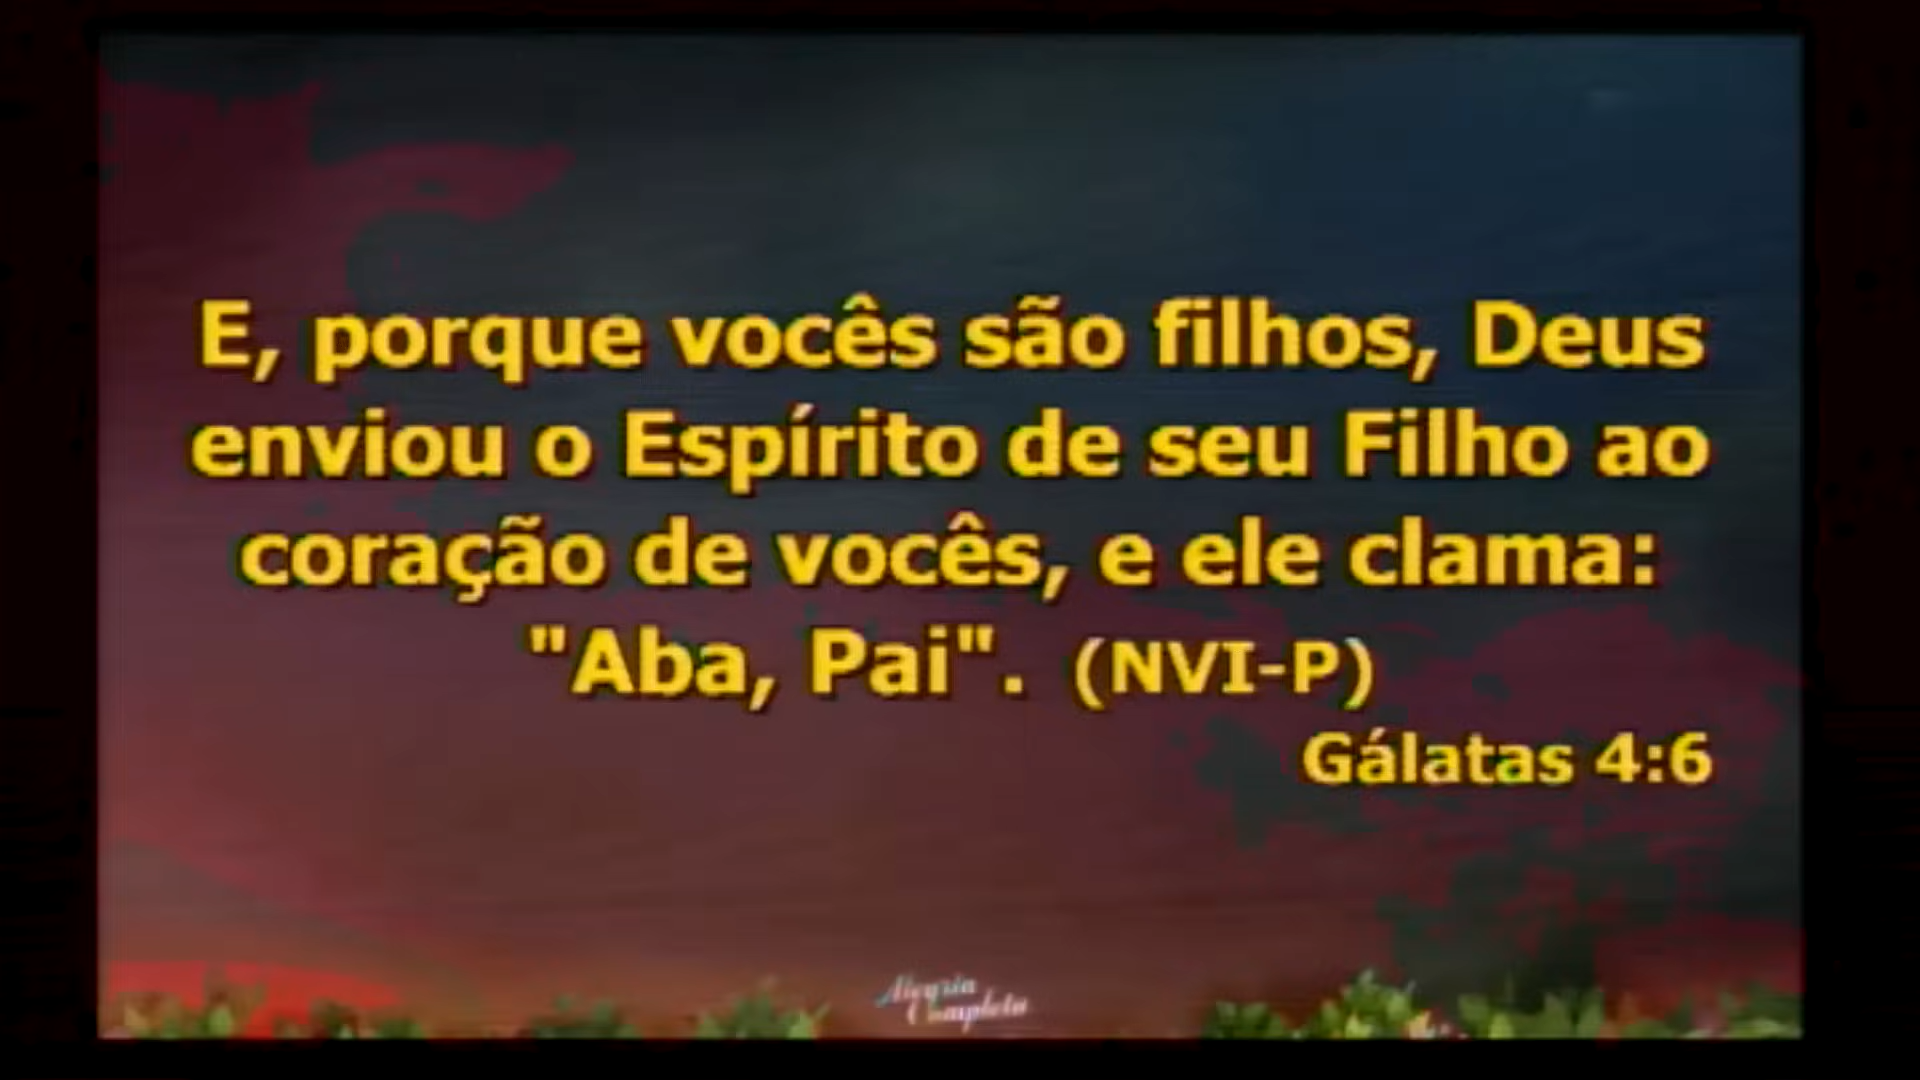 E, porque vocês são filhos, Deus
enviou o Espírito de seu Filho ao
coração de vocês, e ele clama:
"Aba, Pai". (NVI-P)
Gálatas 4:6
Alegria
Completa